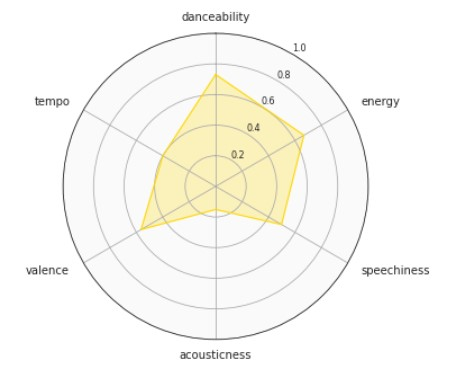 danceability
1.0
0.8
tempo
0.6
energy
0.4
0.2
valence
speechiness
acousticness